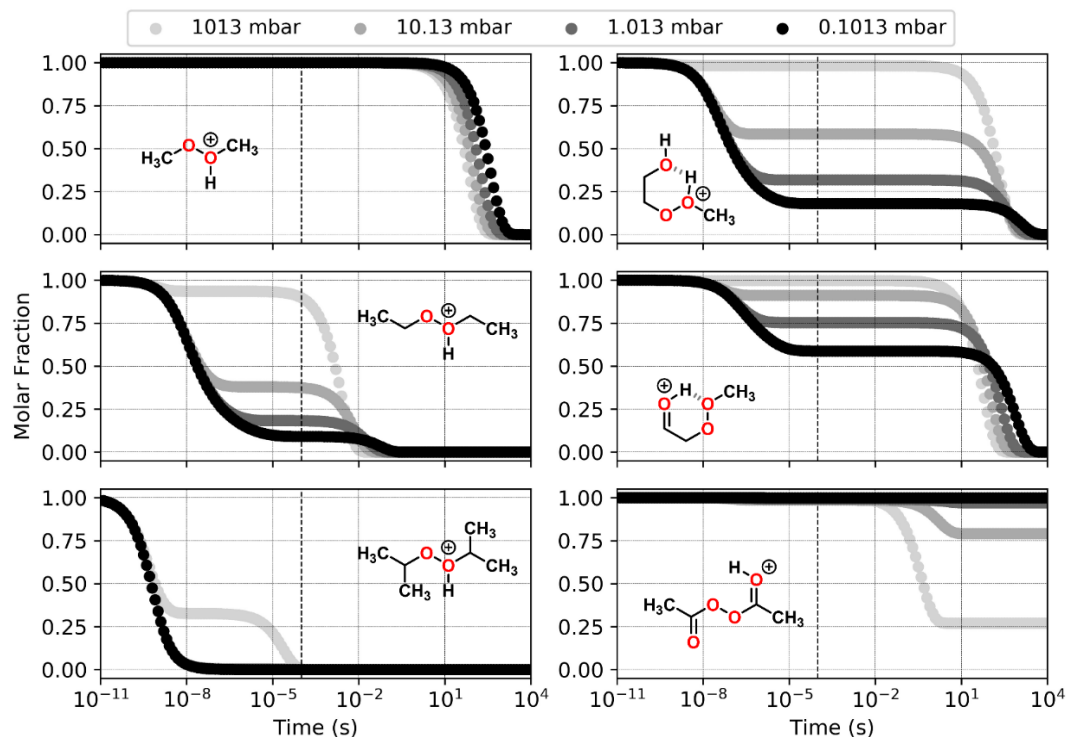 1013 mbar 10.13 mbar 1.013 mbar 0.1013 mbar
Molar Fraction
1.00
0.75
0.50
0.25
0.00
H₃C O O CH₃ H ⊕
H O H O O CH₃ ⊕
1.00
0.75
0.50
0.25
0.00
H₃C O O CH₃ H ⊕
1.00
0.75
0.50
0.25
0.00
⊕ O H O O CH₃
1.00
0.75
0.50
0.25
0.00
CH₃ H₃C O O CH₃ CH₃ H ⊕
1.00
0.75
0.50
0.25
0.00
H O ⊕ H₃C O O CH₃ O
1.00
0.75
0.50
0.25
0.00
10⁻¹¹ 10⁻⁸ 10⁻⁵ 10⁻² 10¹ 10⁴
Time (s)
10⁻¹¹ 10⁻⁸ 10⁻⁵ 10⁻² 10¹ 10⁴
Time (s)